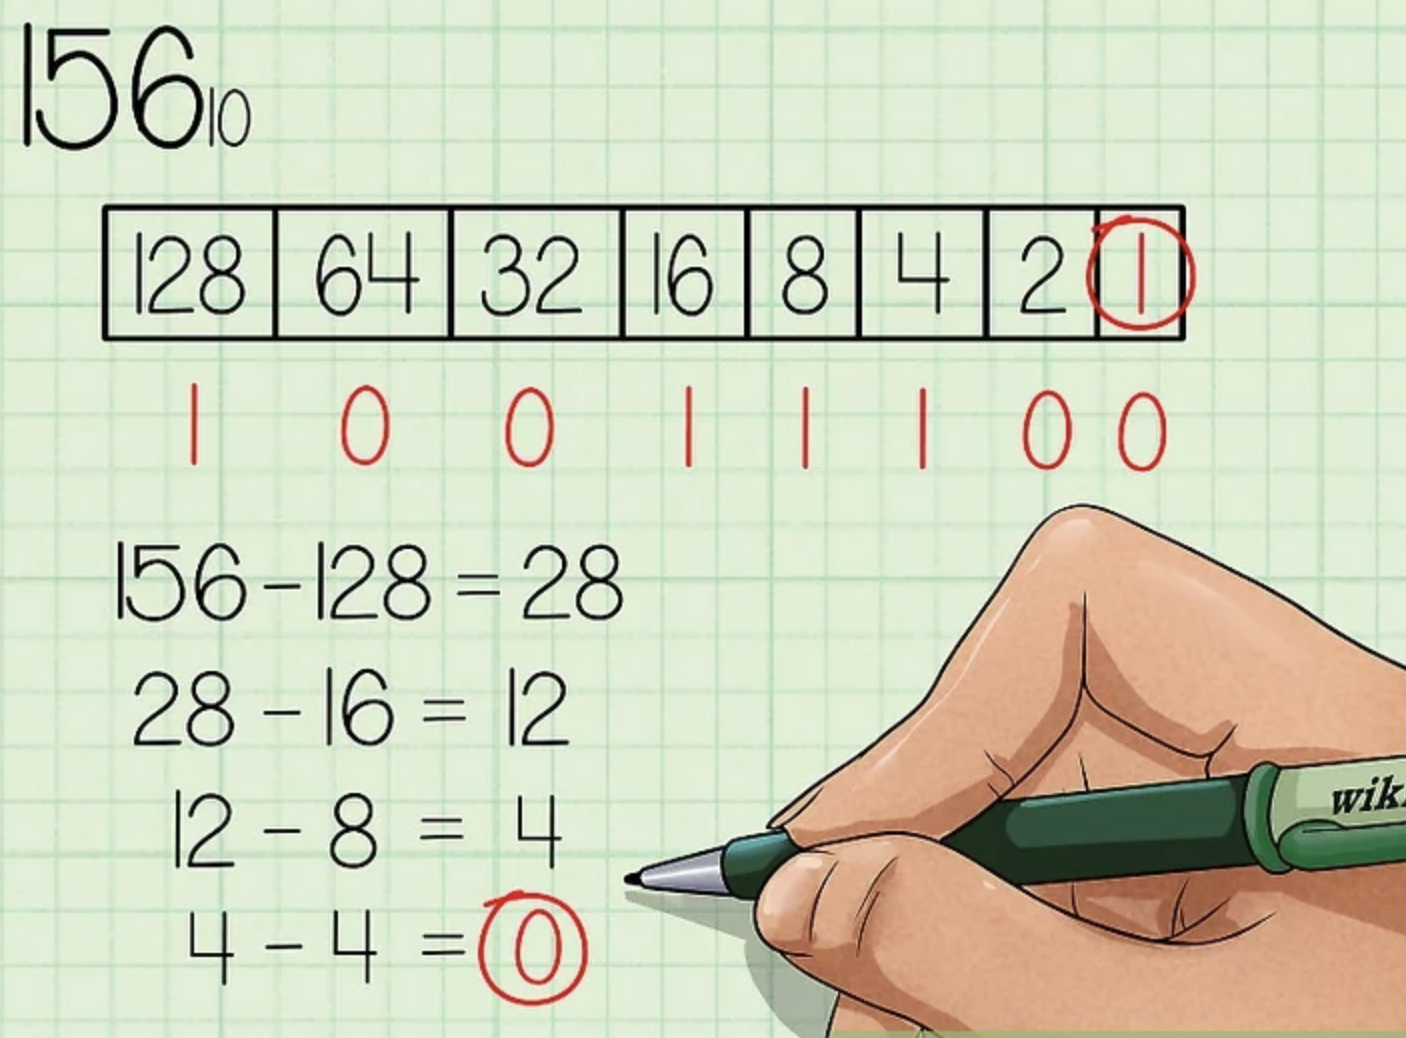 156₁₀
128 64 32 16 8 4 2 1
1 0 0 1 1 1 0 0
156 – 128 = 28
28 – 16 = 12
12 – 8 = 4
4 – 4 = 0
wiki